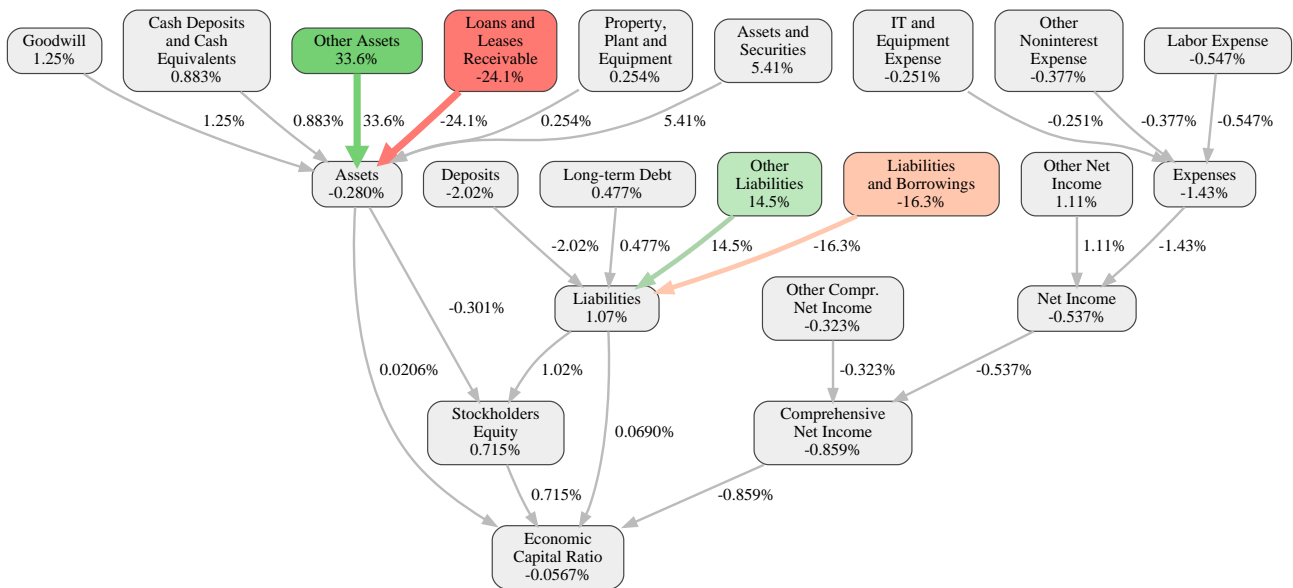 Goodwill
1.25%
Cash Deposits
and Cash
Equivalents
0.883%
Other Assets
33.6%
Loans and
Leases
Receivable
-24.1%
Property,
Plant and
Equipment
0.254%
Assets and
Securities
5.41%
IT and
Equipment
Expense
-0.251%
Other
Noninterest
Expense
-0.377%
Labor Expense
-0.547%
1.25%
0.883%
33.6%
-24.1%
0.254%
5.41%
-0.251%
-0.377%
-0.547%
Assets
-0.280%
Deposits
-2.02%
Long-term Debt
0.477%
Other
Liabilities
14.5%
Liabilities
and Borrowings
-16.3%
Other Net
Income
1.11%
Expenses
-1.43%
-2.02%
0.477%
14.5%
-16.3%
1.11%
-1.43%
Liabilities
1.07%
Other Compr.
Net Income
-0.323%
Net Income
-0.537%
-0.301%
0.0206%
1.02%
-0.323%
-0.537%
Stockholders
Equity
0.715%
0.0690%
Comprehensive
Net Income
-0.859%
0.715%
-0.859%
Economic
Capital Ratio
-0.0567%